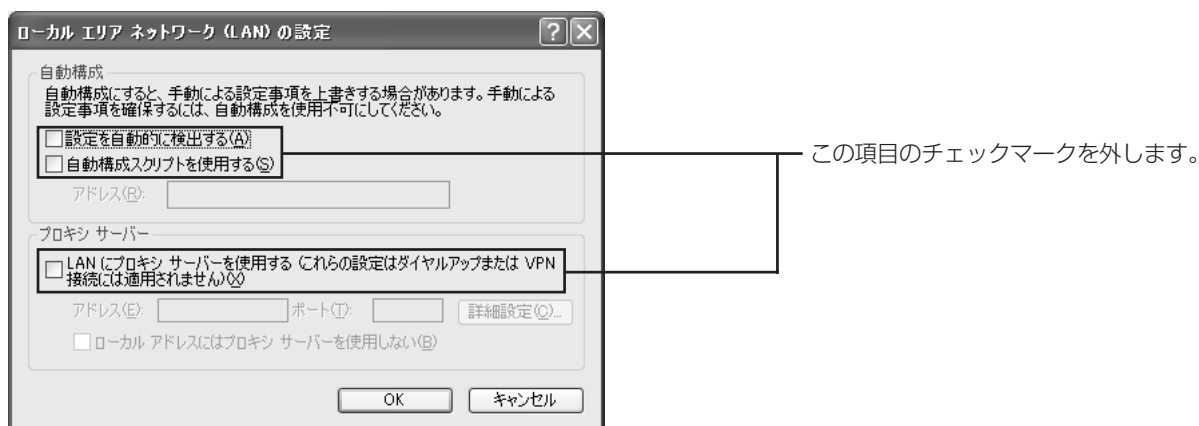 ローカル エリア ネットワーク (LAN) の設定
自動構成
自動構成にすると、手動による設定事項を上書きする場合があります。手動による
設定事項を確保するには、自動構成を使用不可にしてください。
設定を自動的に検出する(A)
自動構成スクリプトを使用する(S)
アドレス(R):
この項目のチェックマークを外します。
プロキシ サーバー
LAN にプロキシ サーバーを使用する (これらの設定はダイヤルアップまたは VPN
接続には適用されません)(X)
アドレス(E):
ポート(T):
詳細設定(C)...
ローカル アドレスにはプロキシ サーバーを使用しない(B)
OK
キャンセル